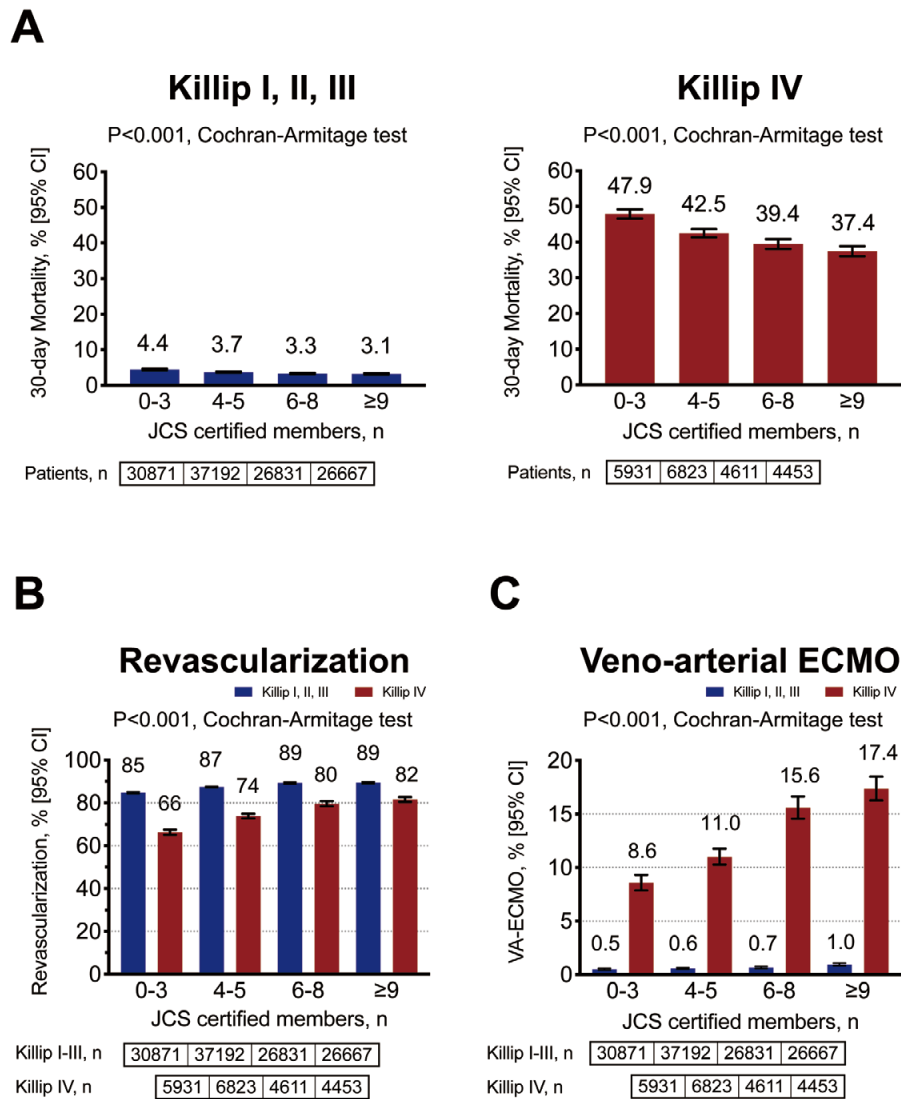 A
Killip I, II, III
P<0.001, Cochran-Armitage test
30-day Mortality, % [95% CI]
60
50
40
30
20
10
0
4.4 3.7 3.3 3.1
0-3 4-5 6-8 ≥9
JCS certified members, n
Patients, n 30871 37192 26831 26667
Killip IV
P<0.001, Cochran-Armitage test
30-day Mortality, % [95% CI]
60
50
40
30
20
10
0
47.9 42.5 39.4 37.4
0-3 4-5 6-8 ≥9
JCS certified members, n
Patients, n 5931 6823 4611 4453
B
Revascularization
Killip I, II, III Killip IV
P<0.001, Cochran-Armitage test
Revascularization, % [95% CI]
100
80
60
40
20
0
85 66 87 74 89 80 89 82
0-3 4-5 6-8 ≥9
JCS certified members, n
Killip I-III, n 30871 37192 26831 26667
Killip IV, n 5931 6823 4611 4453
C
Veno-arterial ECMO
Killip I, II, III Killip IV
P<0.001, Cochran-Armitage test
VA-ECMO, % [95% CI]
20
15
10
5
0
0.5 8.6 0.6 11.0 0.7 15.6 1.0 17.4
0-3 4-5 6-8 ≥9
JCS certified members, n
Killip I-III, n 30871 37192 26831 26667
Killip IV, n 5931 6823 4611 4453